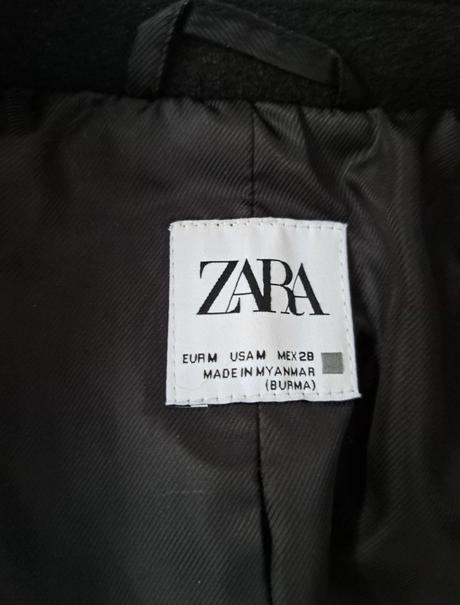 ZARA
EUR M USA M MEX 28
MADE IN MYANMAR
(BURMA)